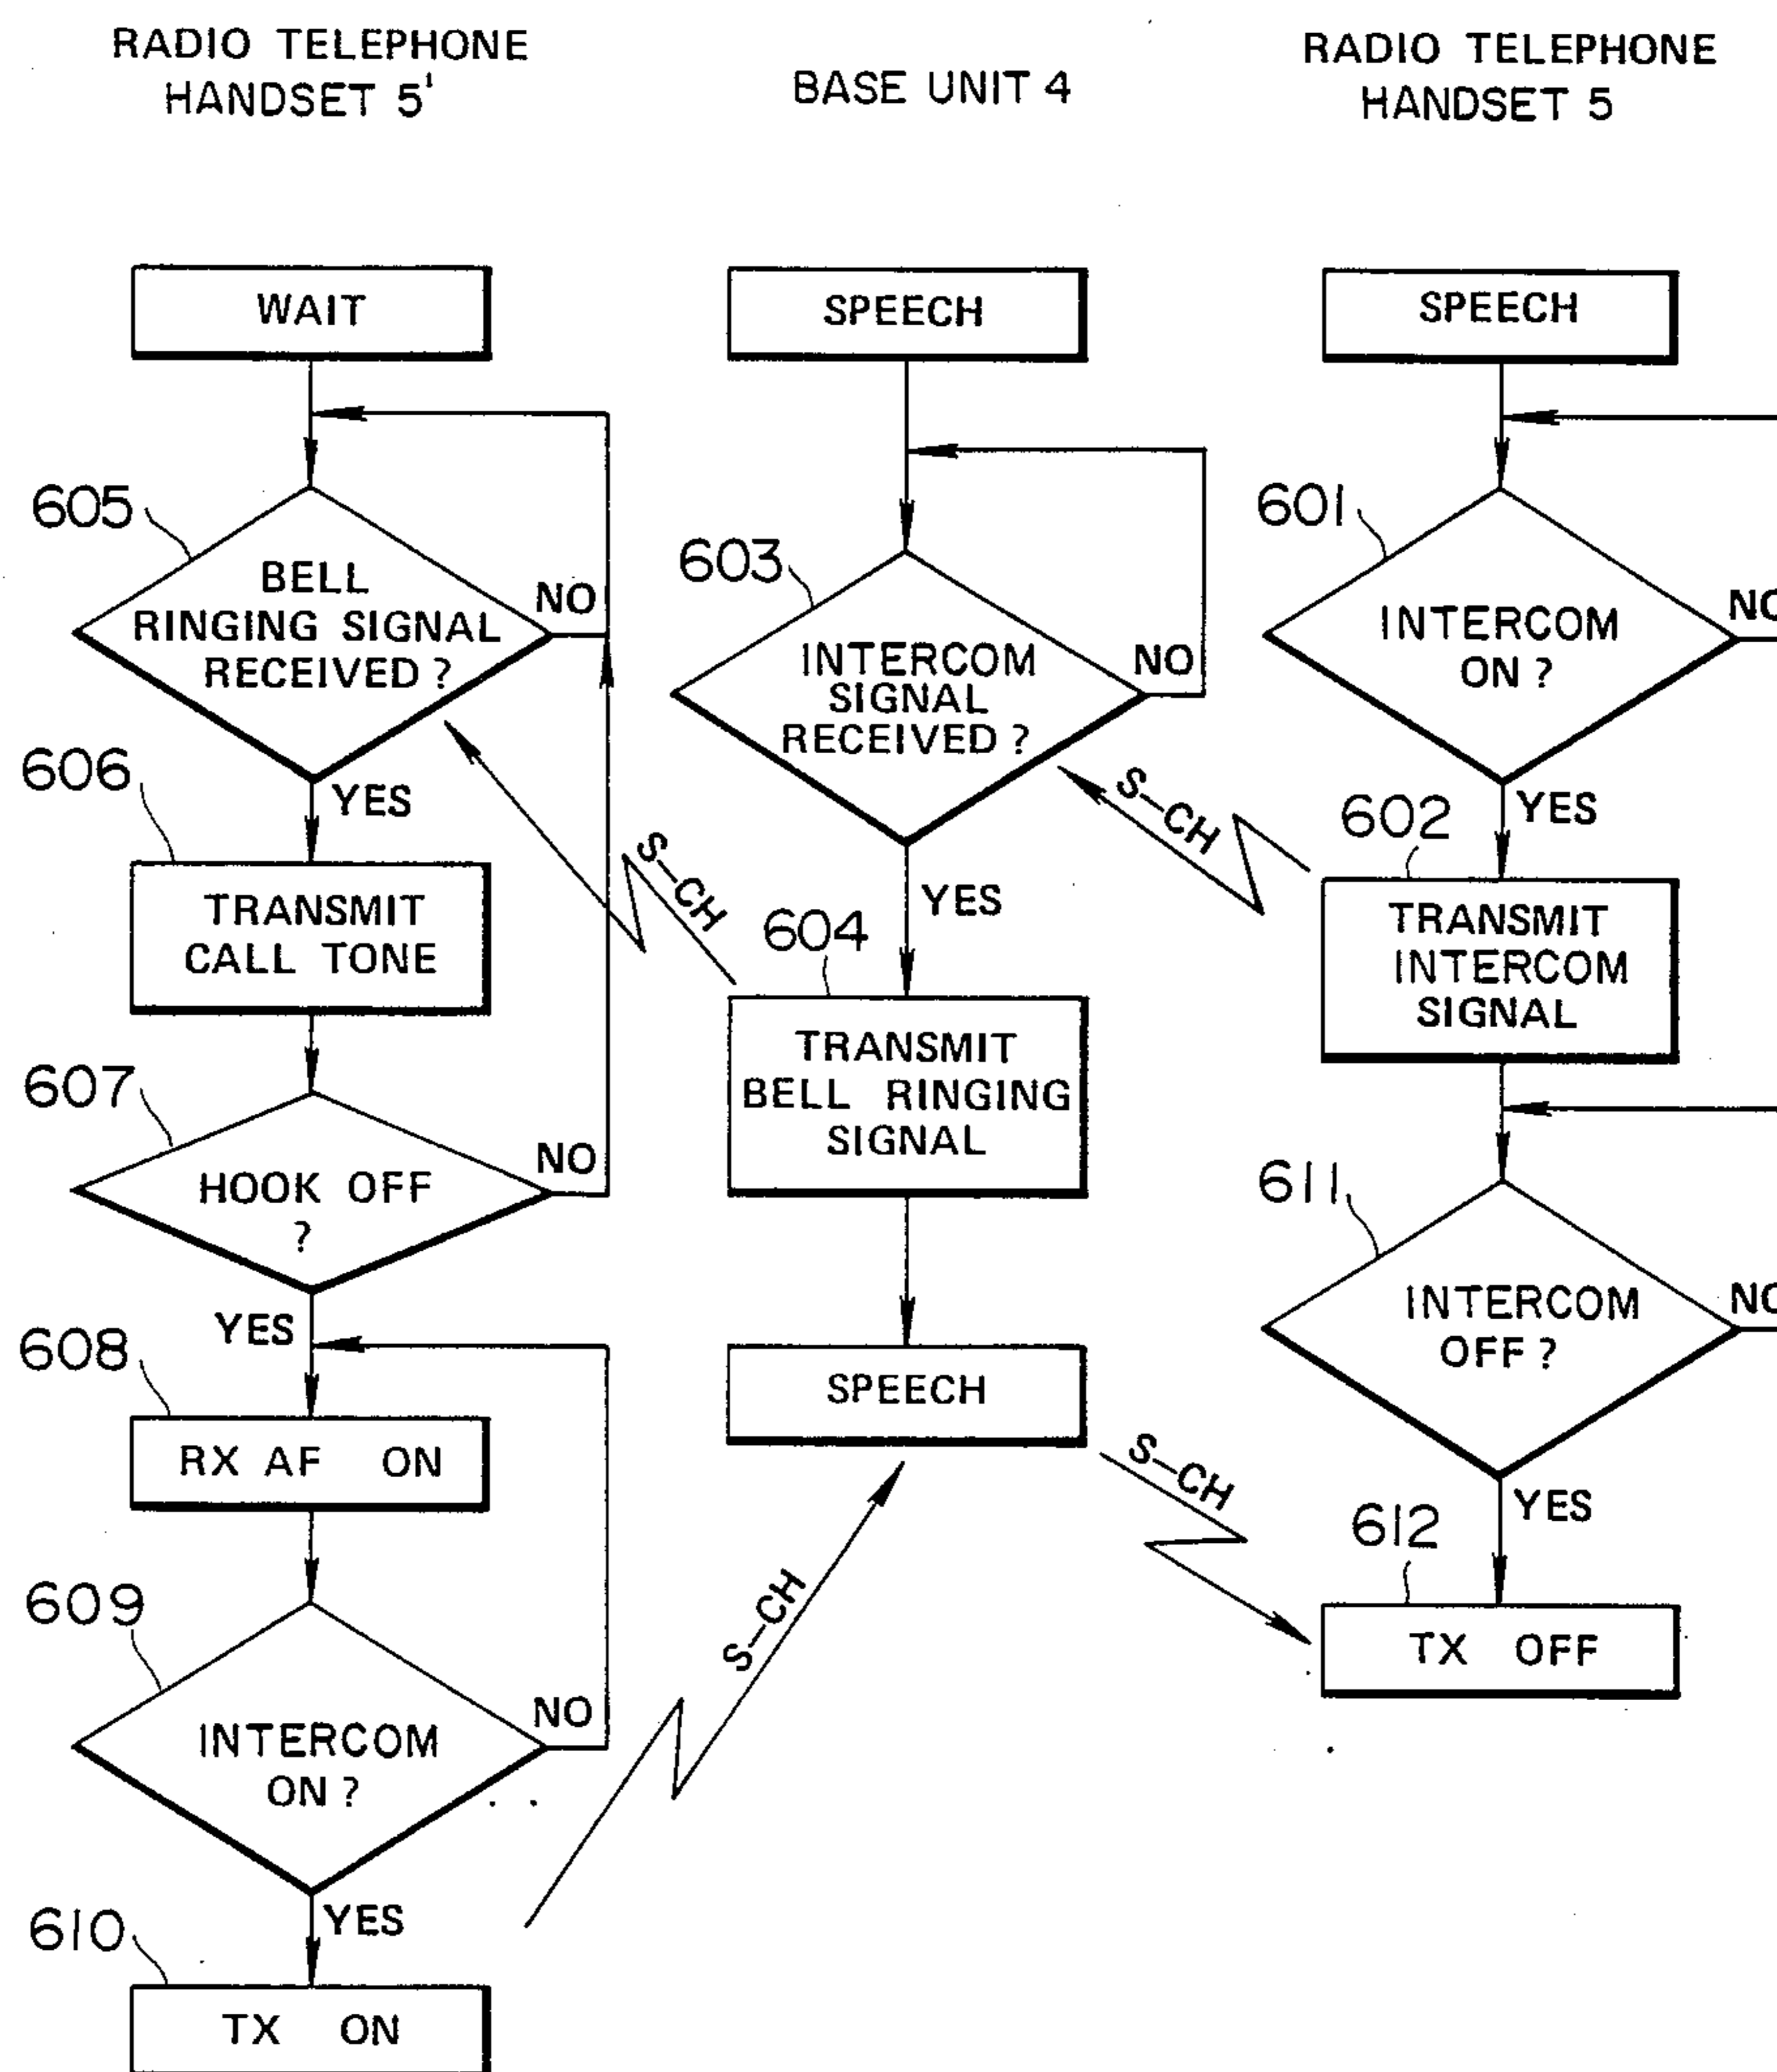 RADIO TELEPHONE
HANDSET 5'
WAIT
605
BELL
RINGING SIGNAL
RECEIVED ?
NO
606
YES
TRANSMIT
CALL TONE
607
HOOK OFF
?
NO
YES
608
RX AF ON
609
INTERCOM
ON ?
NO
YES
610
TX ON
BASE UNIT 4
SPEECH
603
INTERCOM
SIGNAL
RECEIVED ?
NO
S-CH
YES
604
TRANSMIT
BELL RINGING
SIGNAL
SPEECH
S-CH
RADIO TELEPHONE
HANDSET 5
SPEECH
601
INTERCOM
ON ?
NO
S-CH
602
YES
TRANSMIT
INTERCOM
SIGNAL
611
INTERCOM
OFF ?
NO
S-CH
YES
612
TX OFF